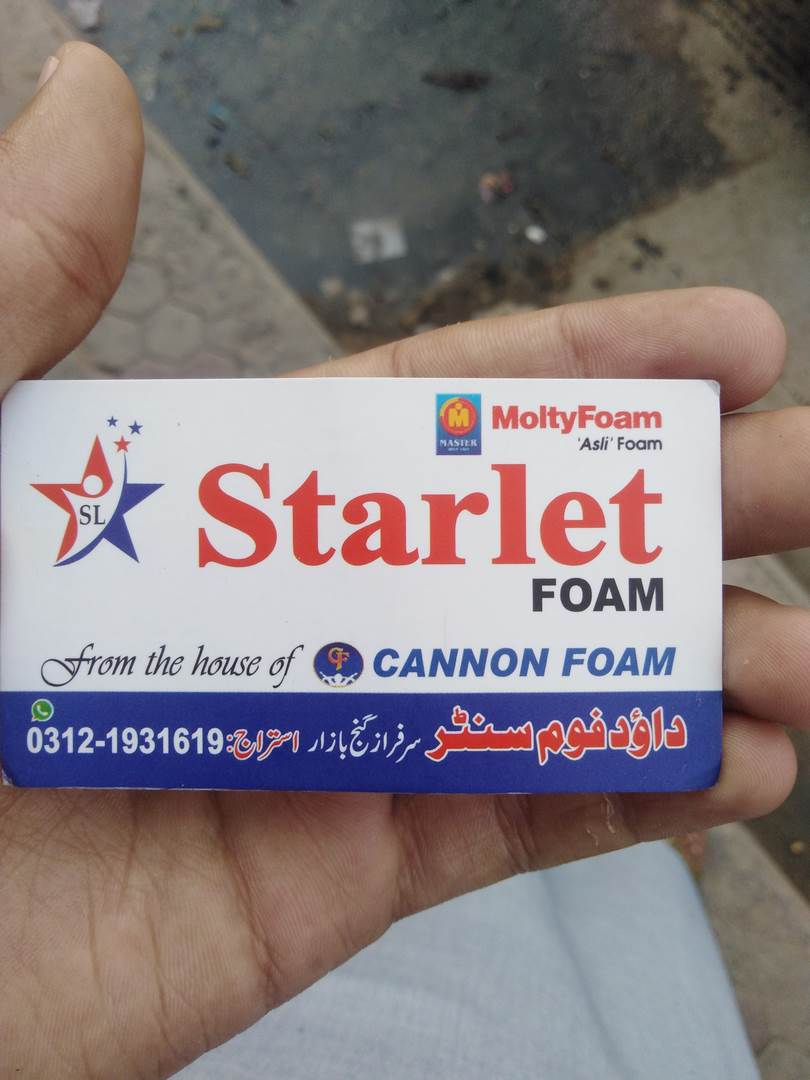 MoltyFoam
MASTER
'Asli' Foam
SL
Starlet
FOAM
From the house of CF CANNON FOAM
داؤد فوم سنٹر سرفراز گنج بازار استراج: 0312-1931619